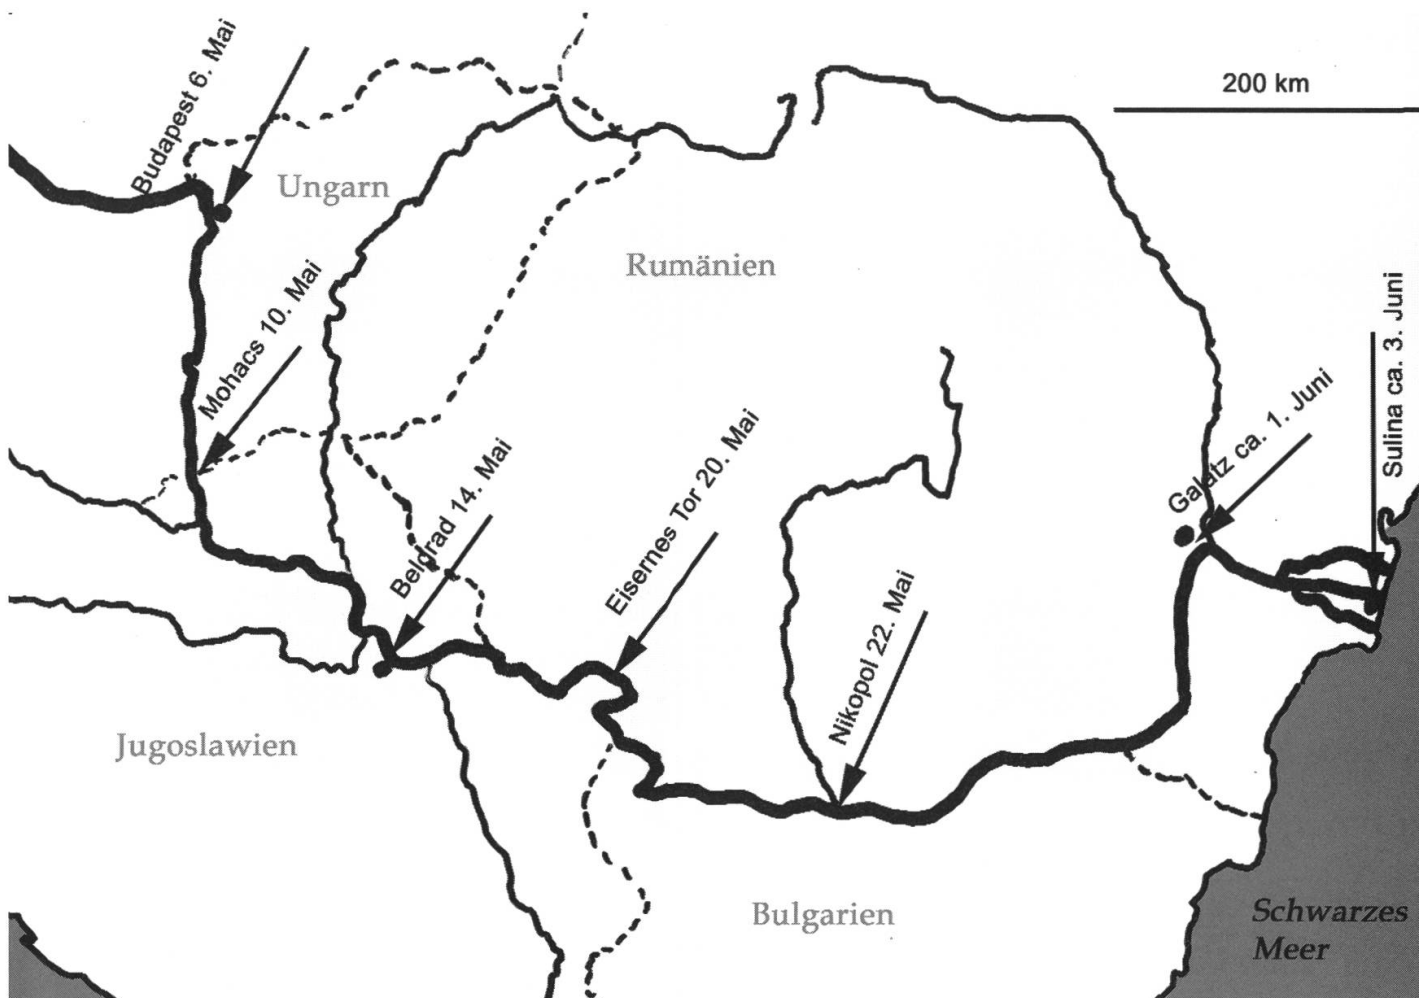 Budapest 6. Mai
200 km
Ungarn
Rumänien
Mohacs 10. Mai
Sulina ca. 3. Juni
Galatz ca. 1. Juni
Belgrad 14. Mai
Eisernes Tor 20. Mai
Nikopol 22. Mai
Jugoslawien
Bulgarien
Schwarzes
Meer